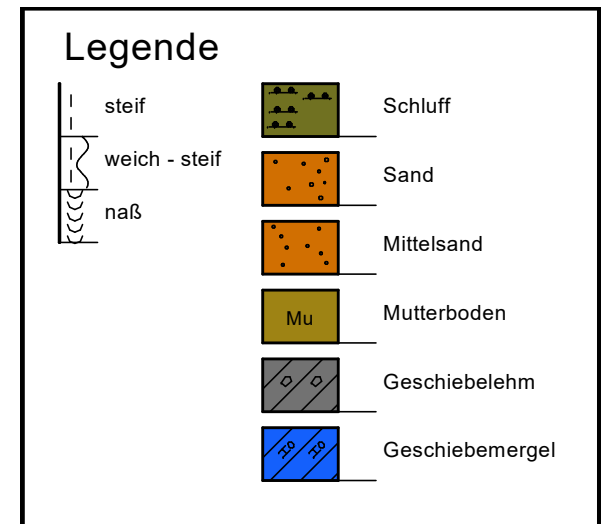 Legende
steif
weich - steif
naß
Schluff
Sand
Mittelsand
Mu
Mutterboden
Geschiebelehm
Geschiebemergel